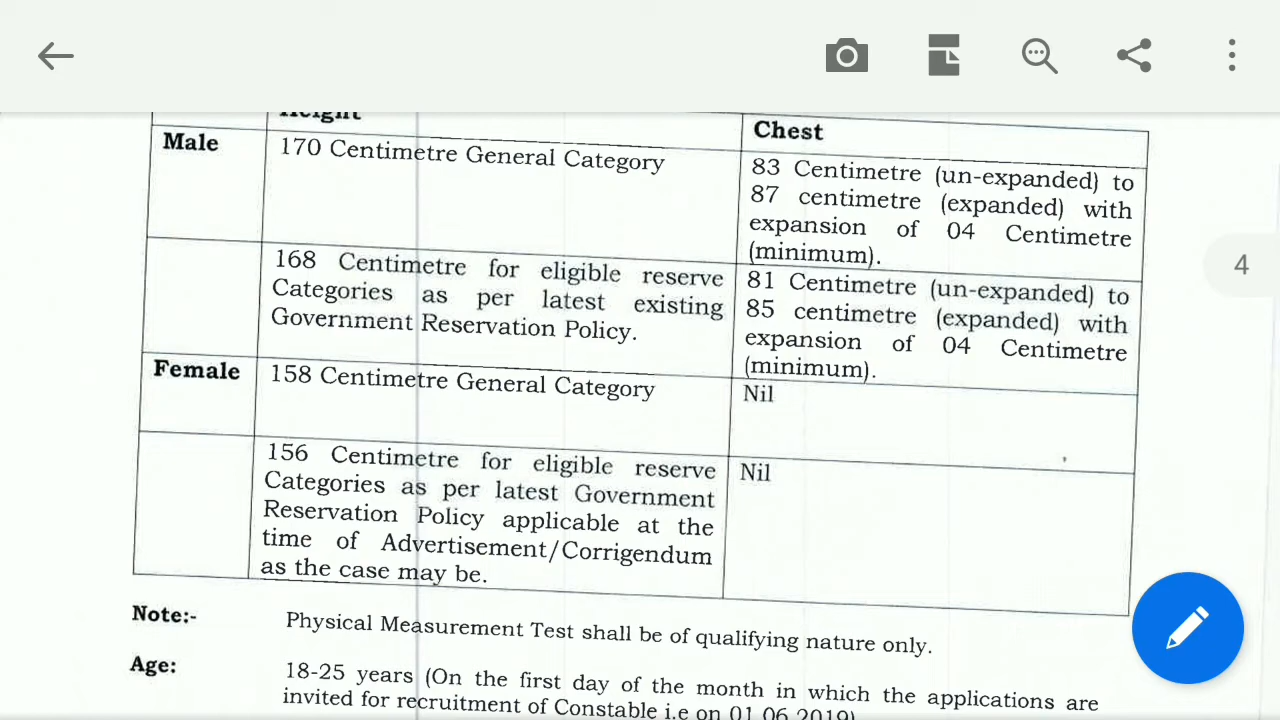 Height
Chest
Male
170 Centimetre General Category
83 Centimetre (un-expanded) to
87 centimetre (expanded) with
expansion of 04 Centimetre
(minimum).
168 Centimetre for eligible reserve
Categories as per latest existing
Government Reservation Policy.
81 Centimetre (un-expanded) to
85 centimetre (expanded) with
expansion of 04 Centimetre
(minimum).
Female
158 Centimetre General Category
Nil
156 Centimetre for eligible reserve
Categories as per latest Government
Reservation Policy applicable at the
time of Advertisement/Corrigendum
as the case may be.
Nil
4
Note:-
Physical Measurement Test shall be of qualifying nature only.
Age:
18-25 years (On the first day of the month in which the applications are
invited for recruitment of Constable i.e on 01.06.2019)